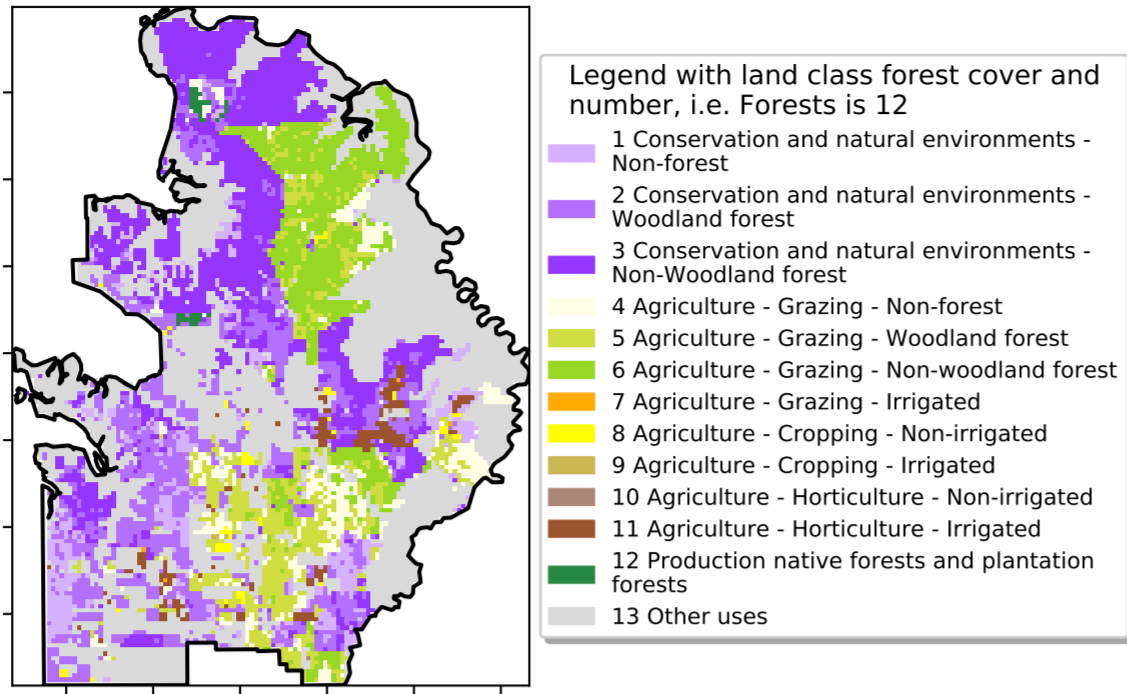 Legend with land class forest cover and
number, i.e. Forests is 12
1 Conservation and natural environments -
Non-forest
2 Conservation and natural environments -
Woodland forest
3 Conservation and natural environments -
Non-Woodland forest
4 Agriculture - Grazing - Non-forest
5 Agriculture - Grazing - Woodland forest
6 Agriculture - Grazing - Non-woodland forest
7 Agriculture - Grazing - Irrigated
8 Agriculture - Cropping - Non-irrigated
9 Agriculture - Cropping - Irrigated
10 Agriculture - Horticulture - Non-irrigated
11 Agriculture - Horticulture - Irrigated
12 Production native forests and plantation
forests
13 Other uses